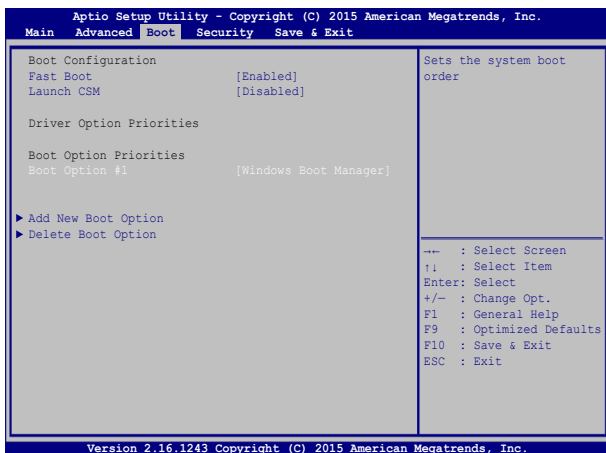 Aptio Setup Utility - Copyright (C) 2015 American Megatrends, Inc.
Main Advanced Boot Security Save & Exit
Boot Configuration
Fast Boot [Enabled]
Launch CSM [Disabled]
Driver Option Priorities
Boot Option Priorities
Boot Option #1 [Windows Boot Manager]
▶ Add New Boot Option
▶ Delete Boot Option
Sets the system boot
order
→← : Select Screen
↑↓ : Select Item
Enter: Select
+/— : Change Opt.
F1 : General Help
F9 : Optimized Defaults
F10 : Save & Exit
ESC : Exit
Version 2.16.1243 Copyright (C) 2015 American Megatrends, Inc.